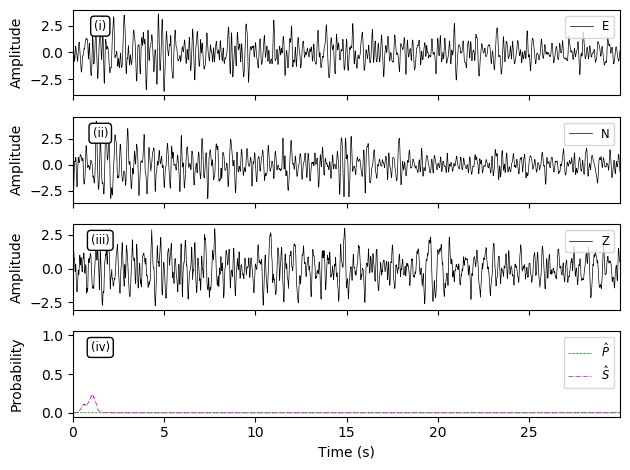 (i)
E
Amplitude
2.5
0.0
−2.5
(ii)
N
Amplitude
2.5
0.0
−2.5
(iii)
Z
Amplitude
2.5
0.0
−2.5
(iv)
P̂
Ŝ
Probability
1.0
0.5
0.0
0 5 10 15 20 25
Time (s)